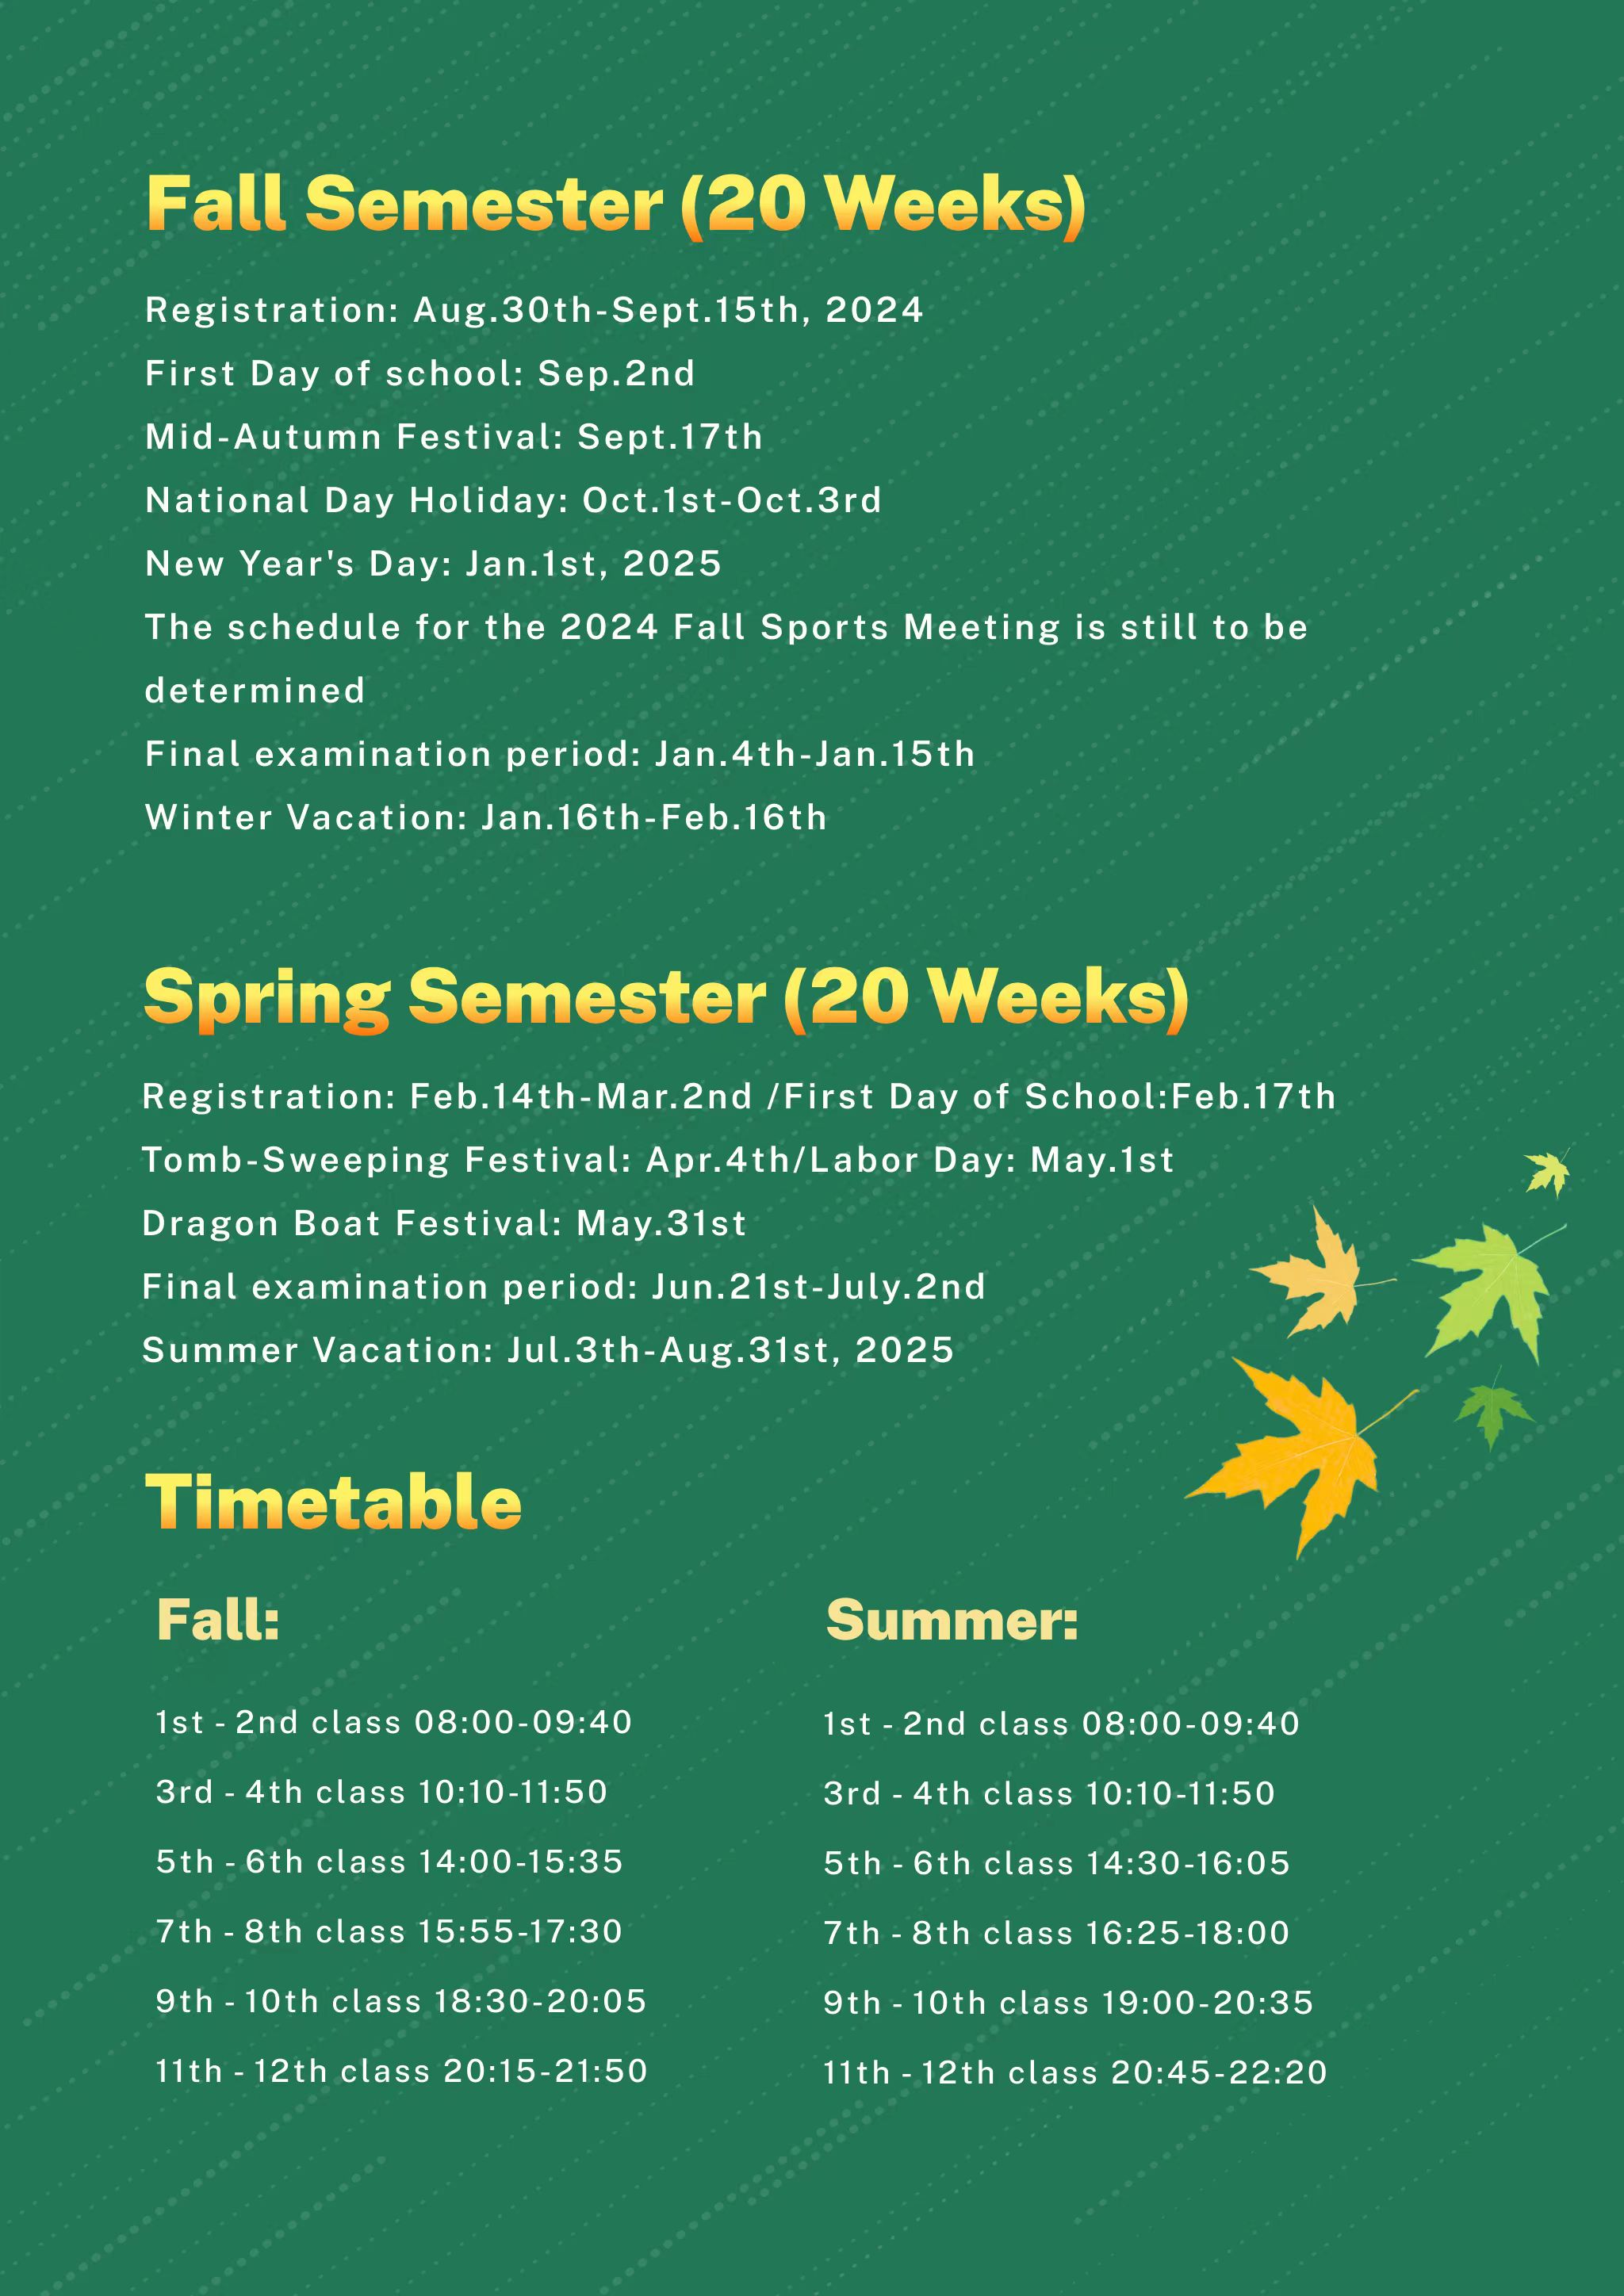 Fall Semester (20 Weeks)
Registration: Aug.30th-Sept.15th, 2024
First Day of school: Sep.2nd
Mid-Autumn Festival: Sept.17th
National Day Holiday: Oct.1st-Oct.3rd
New Year's Day: Jan.1st, 2025
The schedule for the 2024 Fall Sports Meeting is still to be
determined
Final examination period: Jan.4th-Jan.15th
Winter Vacation: Jan.16th-Feb.16th
Spring Semester (20 Weeks)
Registration: Feb.14th-Mar.2nd /First Day of School:Feb.17th
Tomb-Sweeping Festival: Apr.4th/Labor Day: May.1st
Dragon Boat Festival: May.31st
Final examination period: Jun.21st-July.2nd
Summer Vacation: Jul.3th-Aug.31st, 2025
Timetable
Fall:
1st - 2nd class 08:00-09:40
3rd - 4th class 10:10-11:50
5th - 6th class 14:00-15:35
7th - 8th class 15:55-17:30
9th - 10th class 18:30-20:05
11th - 12th class 20:15-21:50
Summer:
1st - 2nd class 08:00-09:40
3rd - 4th class 10:10-11:50
5th - 6th class 14:30-16:05
7th - 8th class 16:25-18:00
9th - 10th class 19:00-20:35
11th - 12th class 20:45-22:20